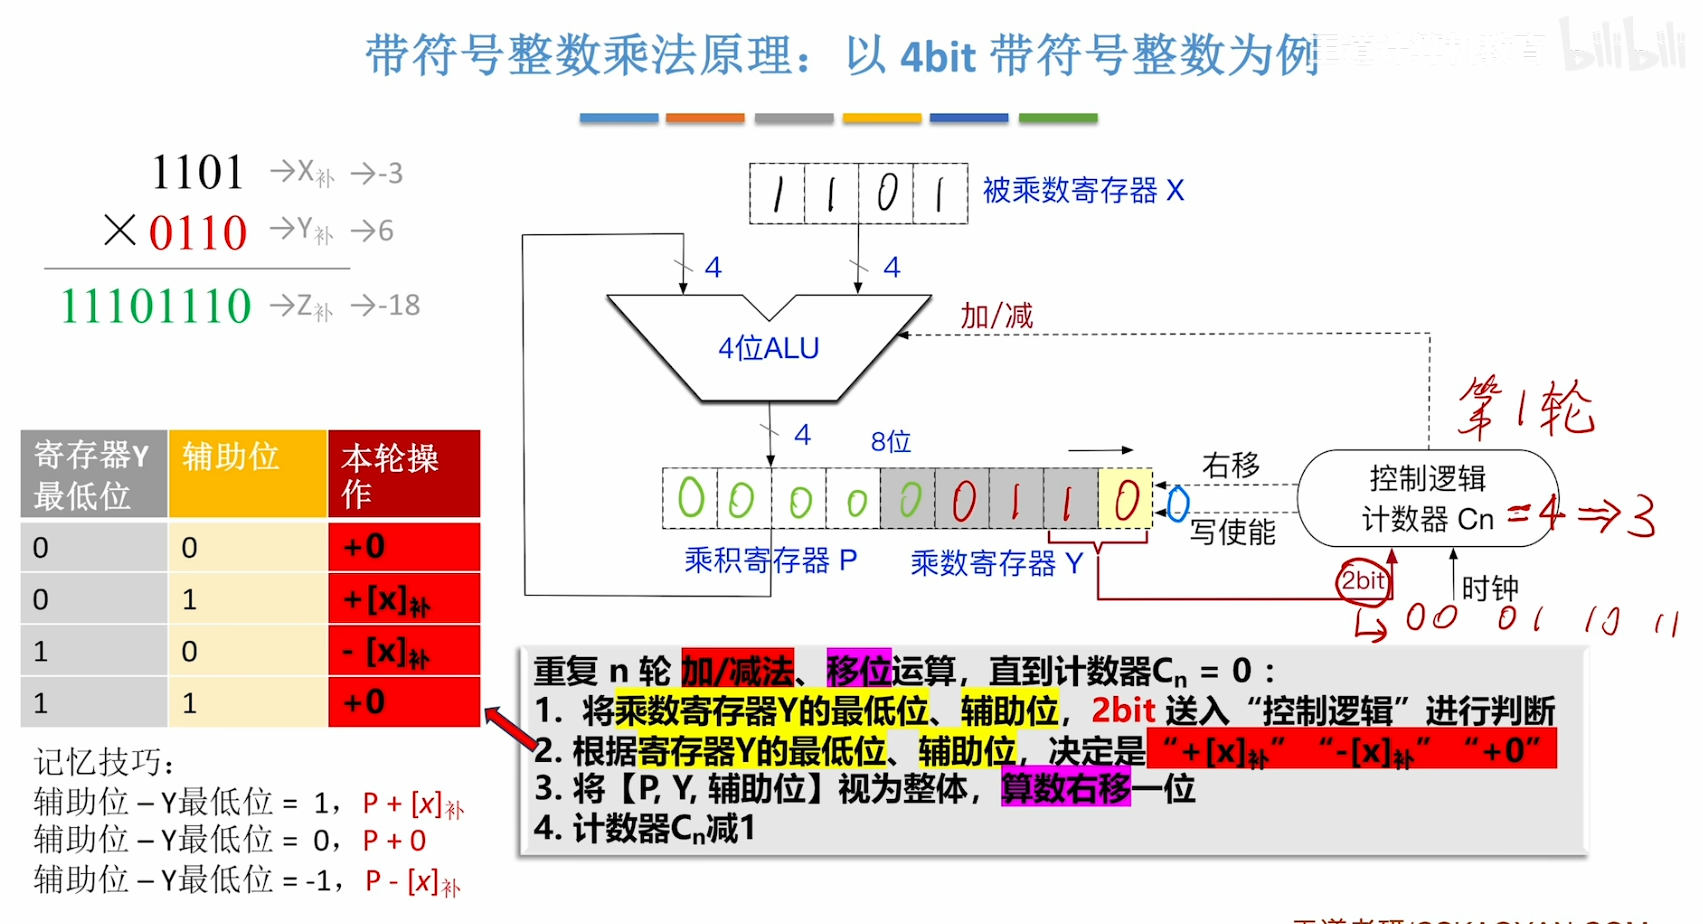 带符号整数乘法原理：以 4bit 带符号整数为例
bilibili
1101 →X补 →-3
×0110 →Y补 →6
11101110 →Z补 →-18
1 1 0 1
被乘数寄存器 X
4
4
加/减
4位ALU
4
8位
第1轮
0 0 0 0 0 0 1 1 0 0
右移
写使能
控制逻辑
计数器 Cn =4⇒3
乘积寄存器 P
乘数寄存器 Y
2bit
时钟
00 01 10 11
寄存器Y最低位 辅助位 本轮操作
0 0 +0
0 1 +[x]补
1 0 - [x]补
1 1 +0
记忆技巧：
辅助位 – Y最低位 = 1，P + [x]补
辅助位 – Y最低位 = 0，P + 0
辅助位 – Y最低位 = -1，P - [x]补
重复 n 轮 加/减法、移位运算，直到计数器Cn = 0：
1. 将乘数寄存器Y的最低位、辅助位，2bit 送入“控制逻辑”进行判断
2. 根据寄存器Y的最低位、辅助位，决定是“+[x]补” “-[x]补” “+0”
3. 将【P, Y, 辅助位】视为整体，算数右移一位
4. 计数器Cn减1